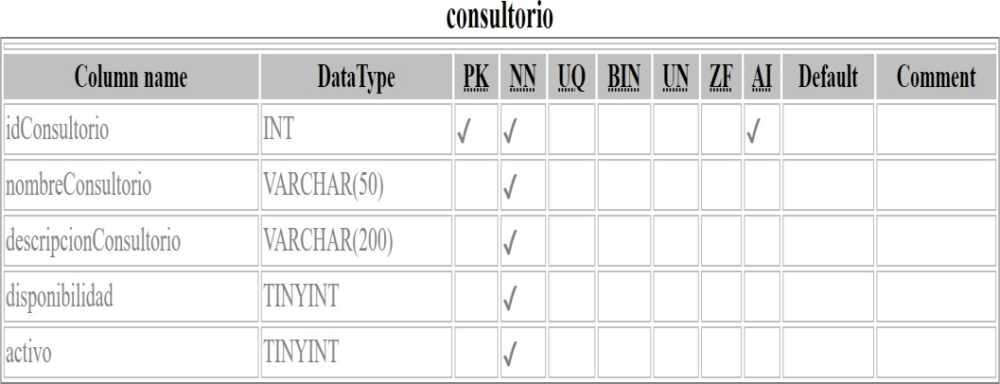 consultorio
Column name DataType PK NN UQ BIN UN ZF AI Default Comment
idConsultorio INT ✓ ✓ ✓
nombreConsultorio VARCHAR(50) ✓
descripcionConsultorio VARCHAR(200) ✓
disponibilidad TINYINT ✓
activo TINYINT ✓